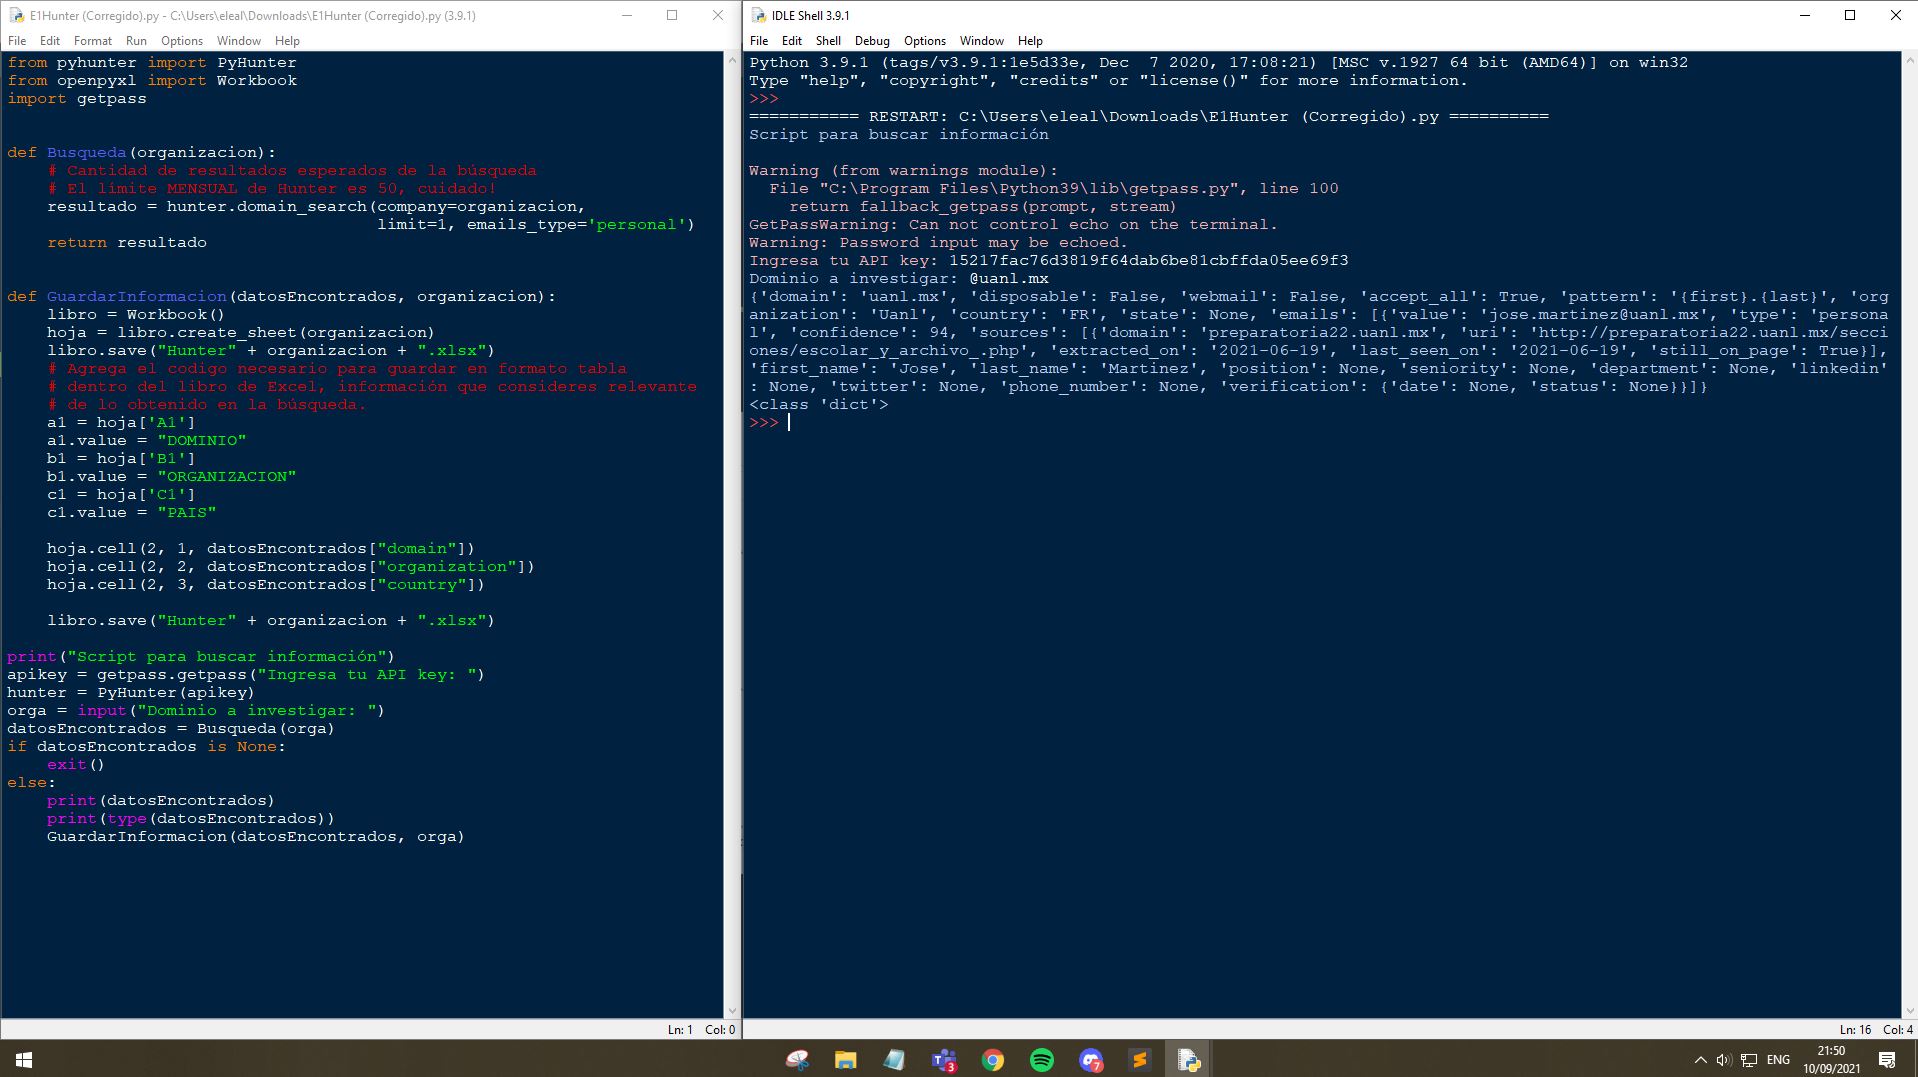 E1Hunter (Corregido).py - C:\Users\eleal\Downloads\E1Hunter (Corregido).py (3.9.1)
File Edit Format Run Options Window Help
from pyhunter import PyHunter
from openpyxl import Workbook
import getpass
def Busqueda(organizacion):
    # Cantidad de resultados esperados de la búsqueda
    # El límite MENSUAL de Hunter es 50, cuidado!
    resultado = hunter.domain_search(company=organizacion,
                                     limit=1, emails_type='personal')
    return resultado
def GuardarInformacion(datosEncontrados, organizacion):
    libro = Workbook()
    hoja = libro.create_sheet(organizacion)
    libro.save("Hunter" + organizacion + ".xlsx")
    # Agrega el codigo necesario para guardar en formato tabla
    # dentro del libro de Excel, información que consideres relevante
    # de lo obtenido en la búsqueda.
    a1 = hoja['A1']
    a1.value = "DOMINIO"
    b1 = hoja['B1']
    b1.value = "ORGANIZACION"
    c1 = hoja['C1']
    c1.value = "PAIS"
    hoja.cell(2, 1, datosEncontrados["domain"])
    hoja.cell(2, 2, datosEncontrados["organization"])
    hoja.cell(2, 3, datosEncontrados["country"])
    libro.save("Hunter" + organizacion + ".xlsx")
print("Script para buscar información")
apikey = getpass.getpass("Ingresa tu API key: ")
hunter = PyHunter(apikey)
orga = input("Dominio a investigar: ")
datosEncontrados = Busqueda(orga)
if datosEncontrados is None:
    exit()
else:
    print(datosEncontrados)
    print(type(datosEncontrados))
    GuardarInformacion(datosEncontrados, orga)
Ln: 1 Col: 0
IDLE Shell 3.9.1
File Edit Shell Debug Options Window Help
Python 3.9.1 (tags/v3.9.1:1e5d33e, Dec  7 2020, 17:08:21) [MSC v.1927 64 bit (AMD64)] on win32
Type "help", "copyright", "credits" or "license()" for more information.
>>>
=========== RESTART: C:\Users\eleal\Downloads\E1Hunter (Corregido).py ==========
Script para buscar información
Warning (from warnings module):
  File "C:\Program Files\Python39\lib\getpass.py", line 100
    return fallback_getpass(prompt, stream)
GetPassWarning: Can not control echo on the terminal.
Warning: Password input may be echoed.
Ingresa tu API key: 15217fac76d3819f64dab6be81cbffda05ee69f3
Dominio a investigar: @uanl.mx
{'domain': 'uanl.mx', 'disposable': False, 'webmail': False, 'accept_all': True, 'pattern': '{first}.{last}', 'org
anization': 'Uanl', 'country': 'FR', 'state': None, 'emails': [{'value': 'jose.martinez@uanl.mx', 'type': 'persona
l', 'confidence': 94, 'sources': [{'domain': 'preparatoria22.uanl.mx', 'uri': 'http://preparatoria22.uanl.mx/secci
ones/escolar_y_archivo_.php', 'extracted_on': '2021-06-19', 'last_seen_on': '2021-06-19', 'still_on_page': True}],
'first_name': 'Jose', 'last_name': 'Martinez', 'position': None, 'seniority': None, 'department': None, 'linkedin'
: None, 'twitter': None, 'phone_number': None, 'verification': {'date': None, 'status': None}}]}
<class 'dict'>
>>>
Ln: 16 Col: 4
3
7
ENG
21:50
10/09/2021